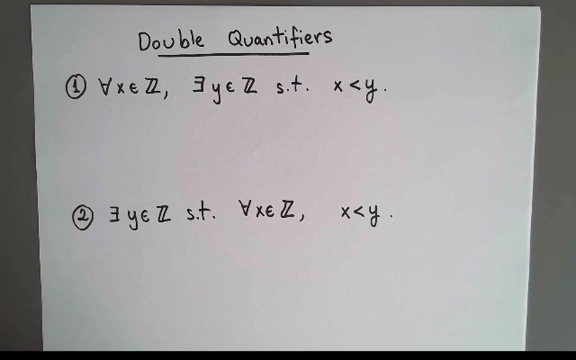 Double Quantifiers
① ∀x∈ℤ, ∃y∈ℤ s.t. x<y.
② ∃y∈ℤ s.t. ∀x∈ℤ, x<y.